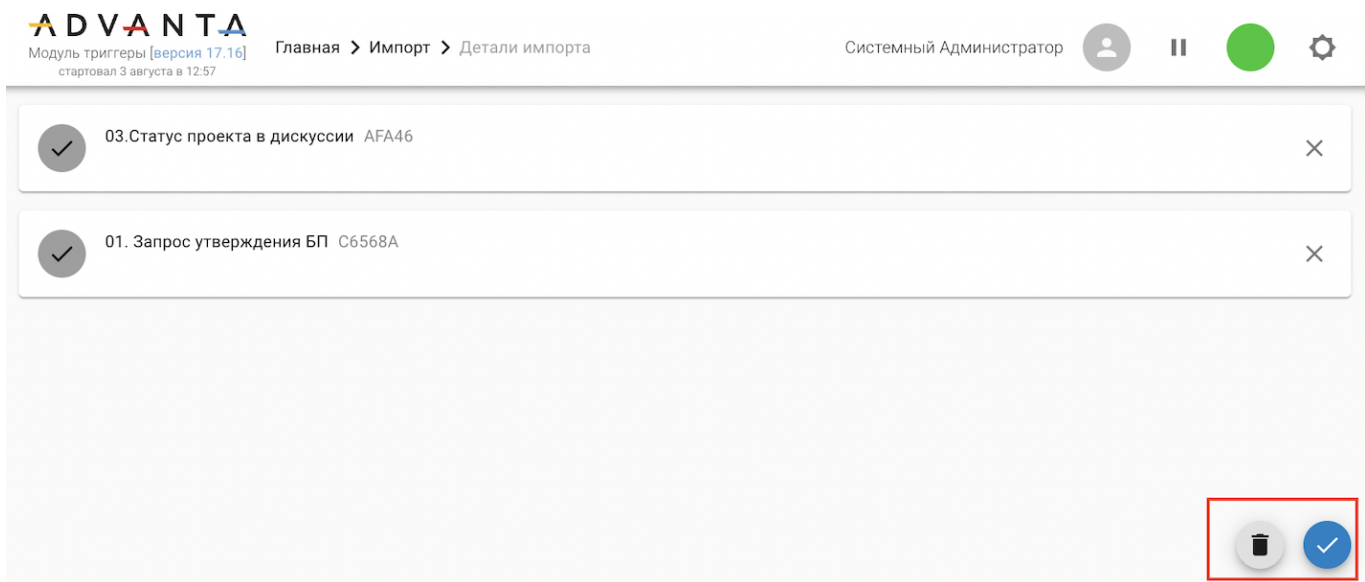 ADVANTA
Модуль триггеры [версия 17.16]
стартовал 3 августа в 12:57
Главная > Импорт > Детали импорта
Системный Администратор
03.Статус проекта в дискуссии AFA46
01. Запрос утверждения БП C6568A